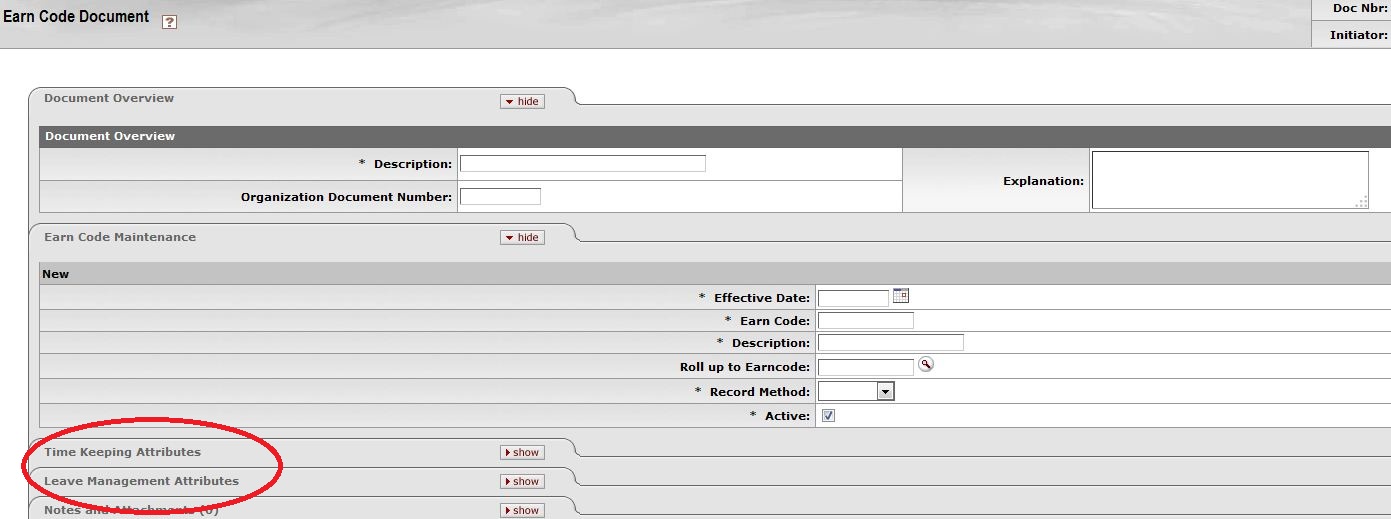 Earn Code Document ?
Doc Nbr:
Initiator:
Document Overview hide
Document Overview
* Description:
Explanation:
Organization Document Number:
Earn Code Maintenance hide
New
* Effective Date:
* Earn Code:
* Description:
Roll up to Earncode:
* Record Method:
* Active:
Time Keeping Attributes show
Leave Management Attributes show
Notes and Attachments (0) show